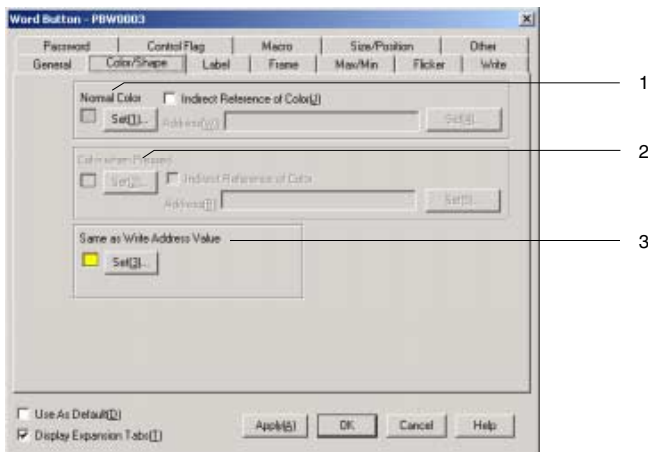 Word Button - PBW0003
Password Control Flag Macro Size/Position Other
General Color/Shape Label Frame Max/Min Flicker Write
Normal Color Indirect Reference of Color(J)
Set(1)... Address(W) Set(4)...
Color when Pressed
Set(2)... Indirect Reference of Color
Address(R) Set(5)...
Same as Write Address Value
Set(3)...
Use As Default(D)
Display Expansion Tabs(T)
Apply(A) OK Cancel Help
1
2
3